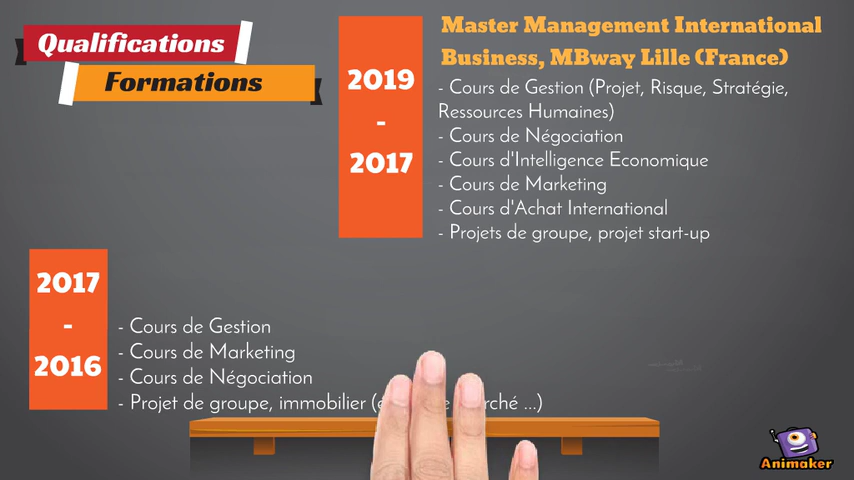 Qualifications
Formations
2019
-
2017
Master Management International
Business, MBway Lille (France)
- Cours de Gestion (Projet, Risque, Stratégie,
Ressources Humaines)
- Cours de Négociation
- Cours d'Intelligence Economique
- Cours de Marketing
- Cours d'Achat International
- Projets de groupe, projet start-up
2017
-
2016
- Cours de Gestion
- Cours de Marketing
- Cours de Négociation
- Projet de groupe, immobilier ( ...)
Animaker